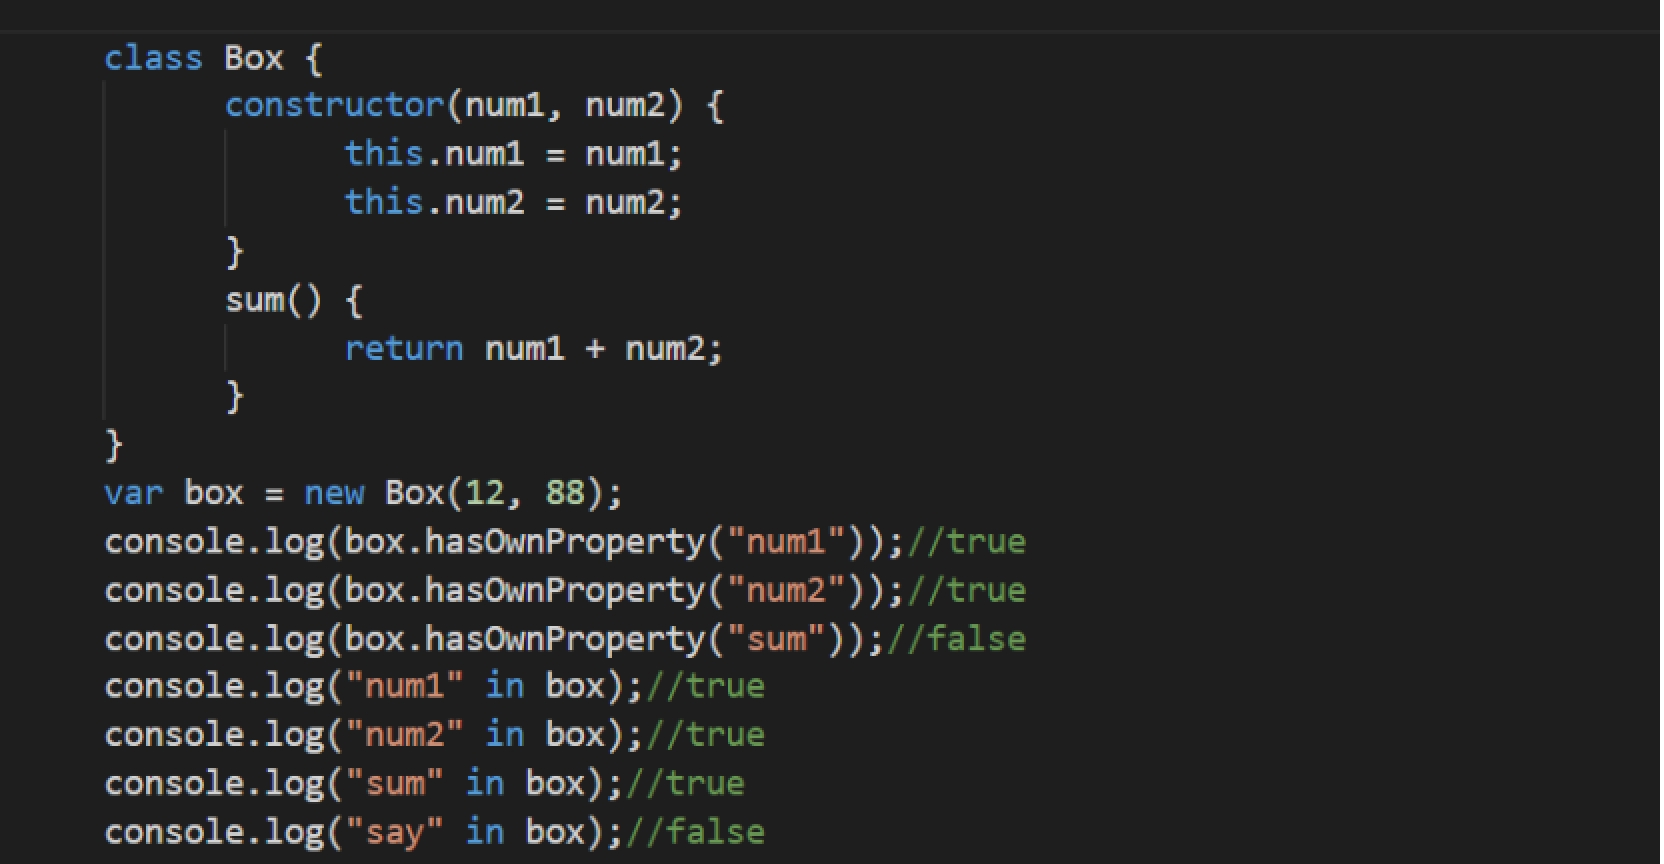 class Box {
constructor(num1, num2) {
this.num1 = num1;
this.num2 = num2;
}
sum() {
return num1 + num2;
}
}
var box = new Box(12, 88);
console.log(box.hasOwnProperty("num1"));//true
console.log(box.hasOwnProperty("num2"));//true
console.log(box.hasOwnProperty("sum"));//false
console.log("num1" in box);//true
console.log("num2" in box);//true
console.log("sum" in box);//true
console.log("say" in box);//false